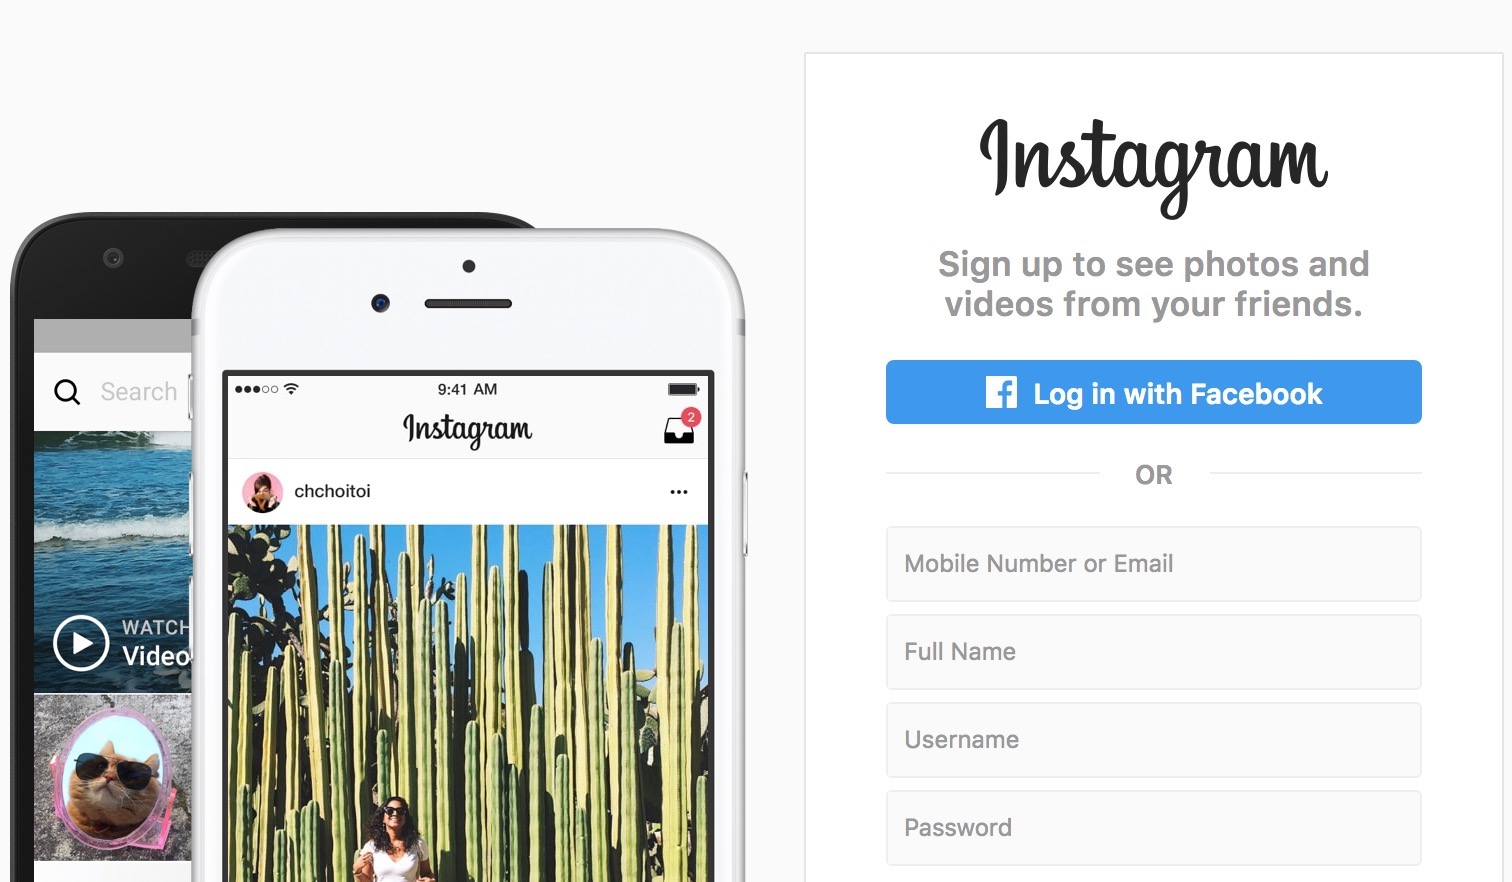 Search
WATCH
Video
9:41 AM
Instagram
2
chchoitoi
Instagram
Sign up to see photos and
videos from your friends.
Log in with Facebook
OR
Mobile Number or Email
Full Name
Username
Password